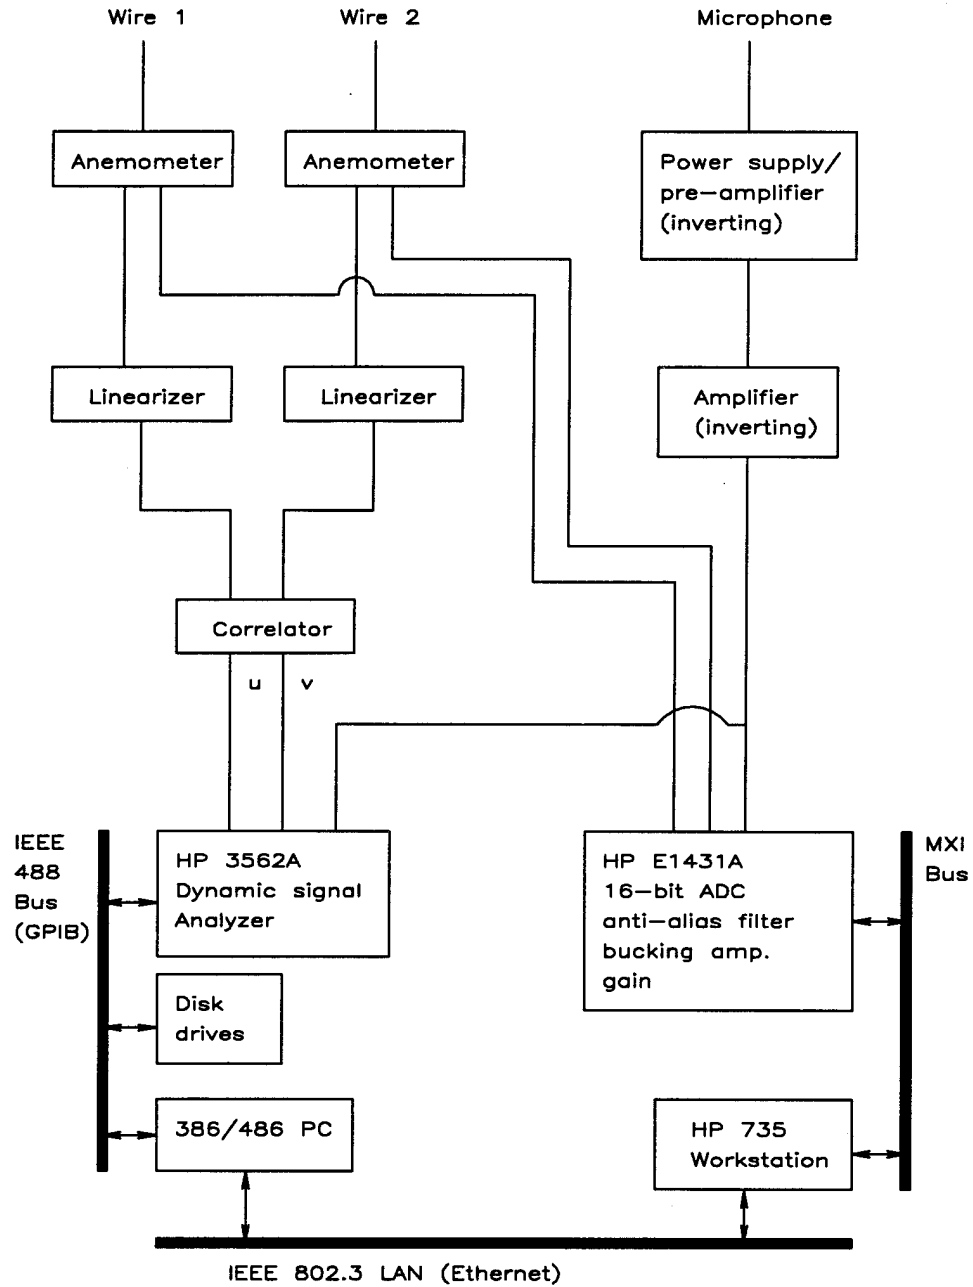 Wire 1
Wire 2
Microphone
Anemometer
Anemometer
Power supply/
pre-amplifier
(inverting)
Linearizer
Linearizer
Amplifier
(inverting)
Correlator
u
v
IEEE
488
Bus
(GPIB)
HP 3562A
Dynamic signal
Analyzer
HP E1431A
16-bit ADC
anti-alias filter
bucking amp.
gain
MXI
Bus
Disk
drives
386/486 PC
HP 735
Workstation
IEEE 802.3 LAN (Ethernet)